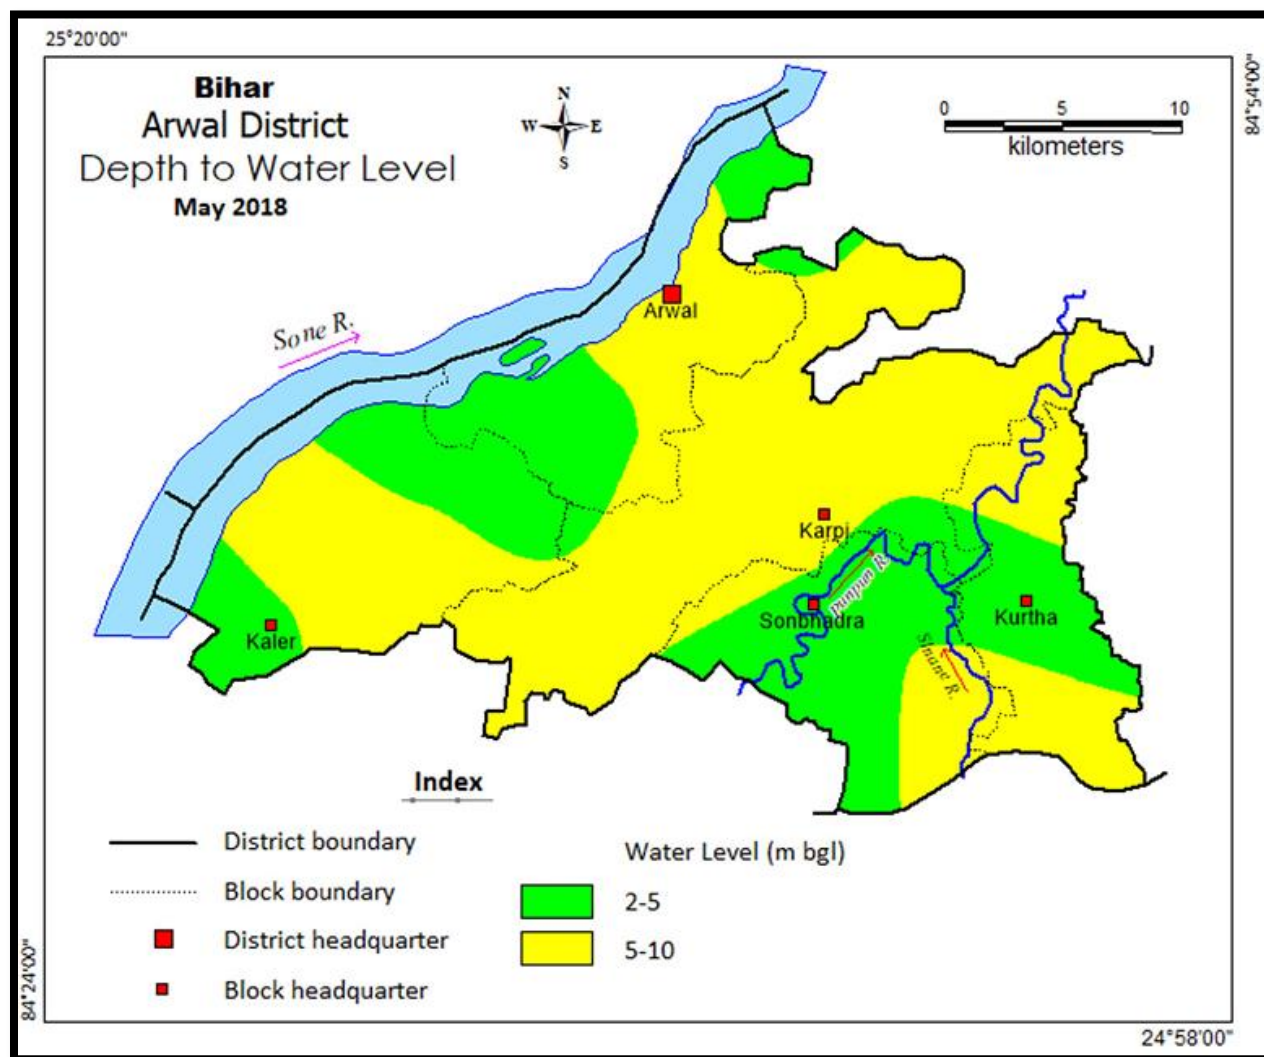 25°20'00"
84°54'00"
Bihar
Arwal District
Depth to Water Level
May 2018
N
W E
S
0 5 10
kilometers
Sone R.
Arwal
Karpi
Punpun R.
Sonbhadra
Kurtha
Kaler
Sinane R.
Index
District boundary
Block boundary
District headquarter
Block headquarter
Water Level (m bgl)
2-5
5-10
84°24'00"
24°58'00"